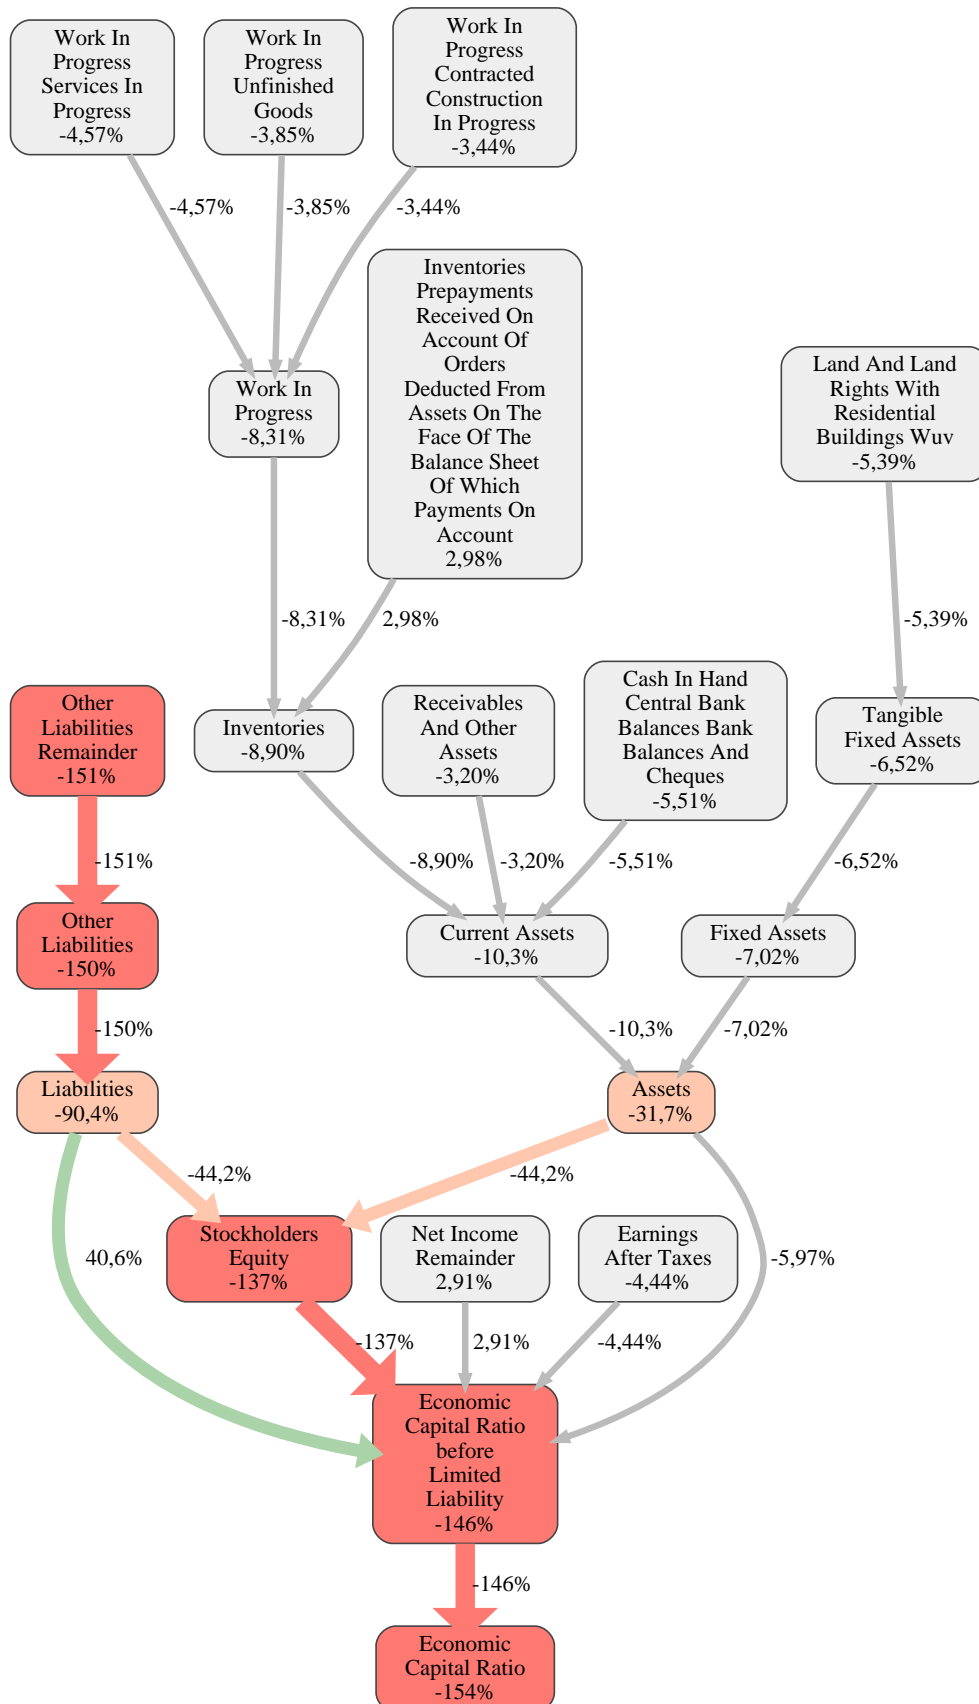 Work In
Progress
Services In
Progress
-4,57%
Work In
Progress
Unfinished
Goods
-3,85%
Work In
Progress
Contracted
Construction
In Progress
-3,44%
-4,57%
-3,85%
-3,44%
Inventories
Prepayments
Received On
Account Of
Orders
Deducted From
Assets On The
Face Of The
Balance Sheet
Of Which
Payments On
Account
2,98%
Land And Land
Rights With
Residential
Buildings Wuv
-5,39%
Work In
Progress
-8,31%
-8,31%
2,98%
-5,39%
Other
Liabilities
Remainder
-151%
Inventories
-8,90%
Receivables
And Other
Assets
-3,20%
Cash In Hand
Central Bank
Balances Bank
Balances And
Cheques
-5,51%
Tangible
Fixed Assets
-6,52%
-151%
-8,90%
-3,20%
-5,51%
-6,52%
Other
Liabilities
-150%
Current Assets
-10,3%
Fixed Assets
-7,02%
-150%
-10,3%
-7,02%
Liabilities
-90,4%
Assets
-31,7%
-44,2%
-44,2%
40,6%
Stockholders
Equity
-137%
Net Income
Remainder
2,91%
Earnings
After Taxes
-4,44%
-5,97%
-137%
2,91%
-4,44%
Economic
Capital Ratio
before
Limited
Liability
-146%
-146%
Economic
Capital Ratio
-154%